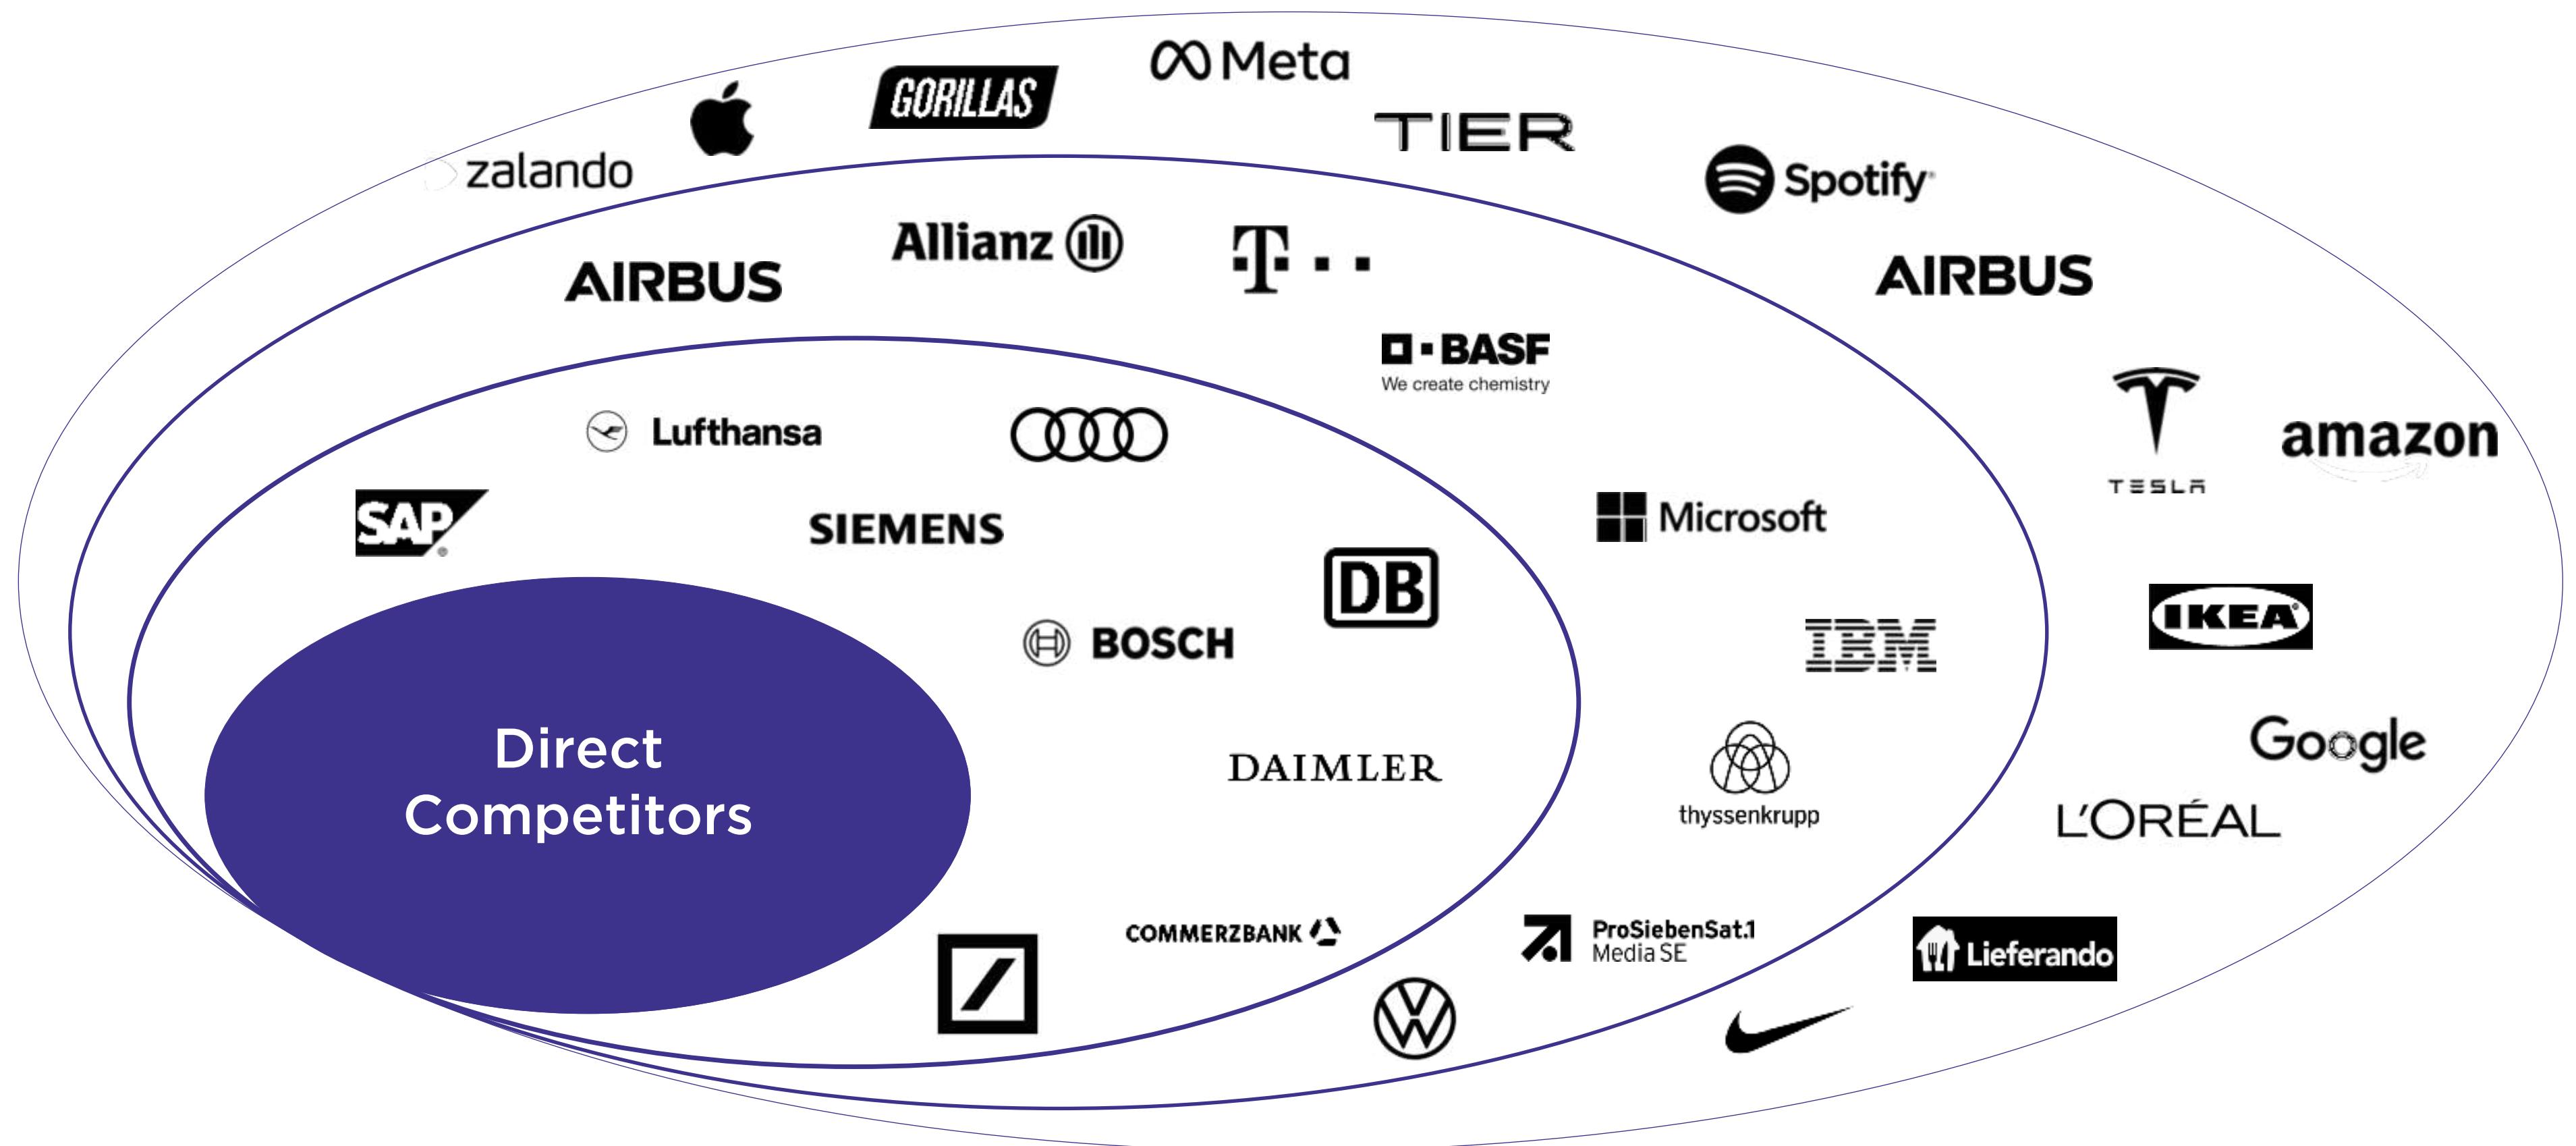 Meta
GORILLAS
TIER
zalando
Spotify
Allianz
T
AIRBUS
AIRBUS
BASF
We create chemistry
TESLA
amazon
Lufthansa
SAP
SIEMENS
Microsoft
DB
BOSCH
IKEA
IBM
Direct
Competitors
DAIMLER
thyssenkrupp
Google
L'ORÉAL
COMMERZBANK
ProSiebenSat.1
Media SE
Lieferando
VW